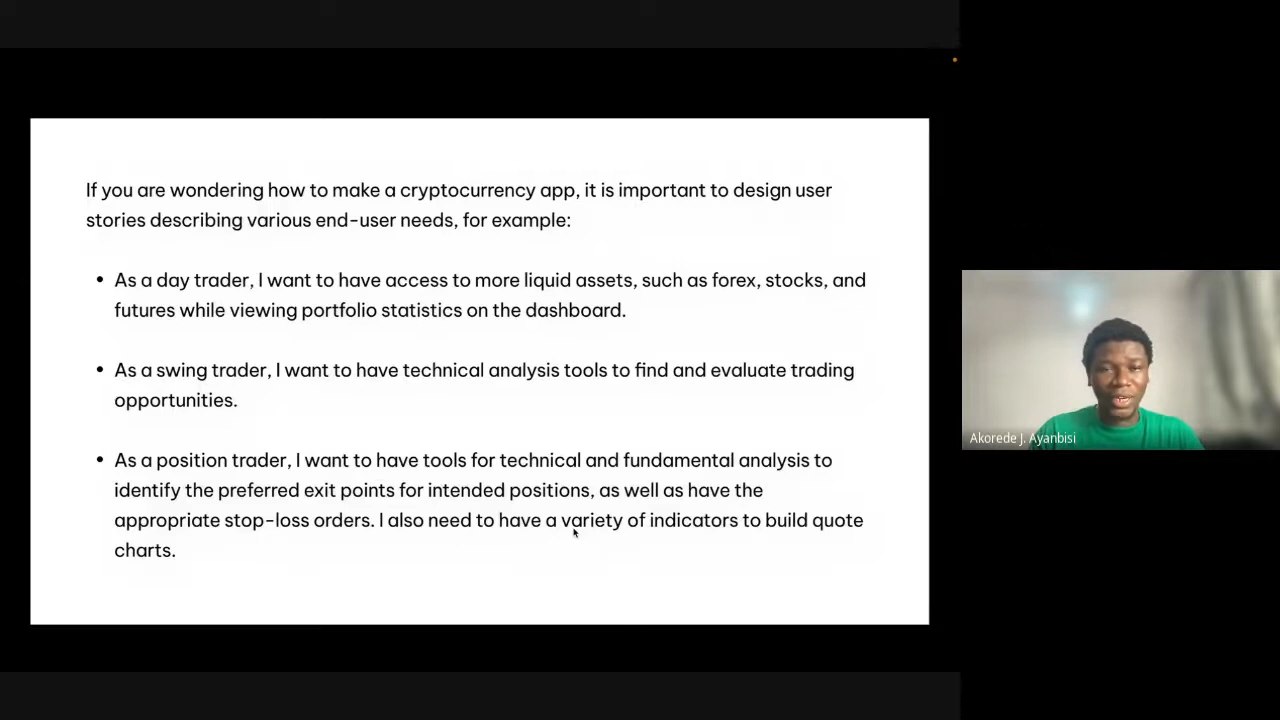 If you are wondering how to make a cryptocurrency app, it is important to design user
stories describing various end-user needs, for example:
• As a day trader, I want to have access to more liquid assets, such as forex, stocks, and
futures while viewing portfolio statistics on the dashboard.
• As a swing trader, I want to have technical analysis tools to find and evaluate trading
opportunities.
• As a position trader, I want to have tools for technical and fundamental analysis to
identify the preferred exit points for intended positions, as well as have the
appropriate stop-loss orders. I also need to have a variety of indicators to build quote
charts.
Akorede J. Ayanbisi